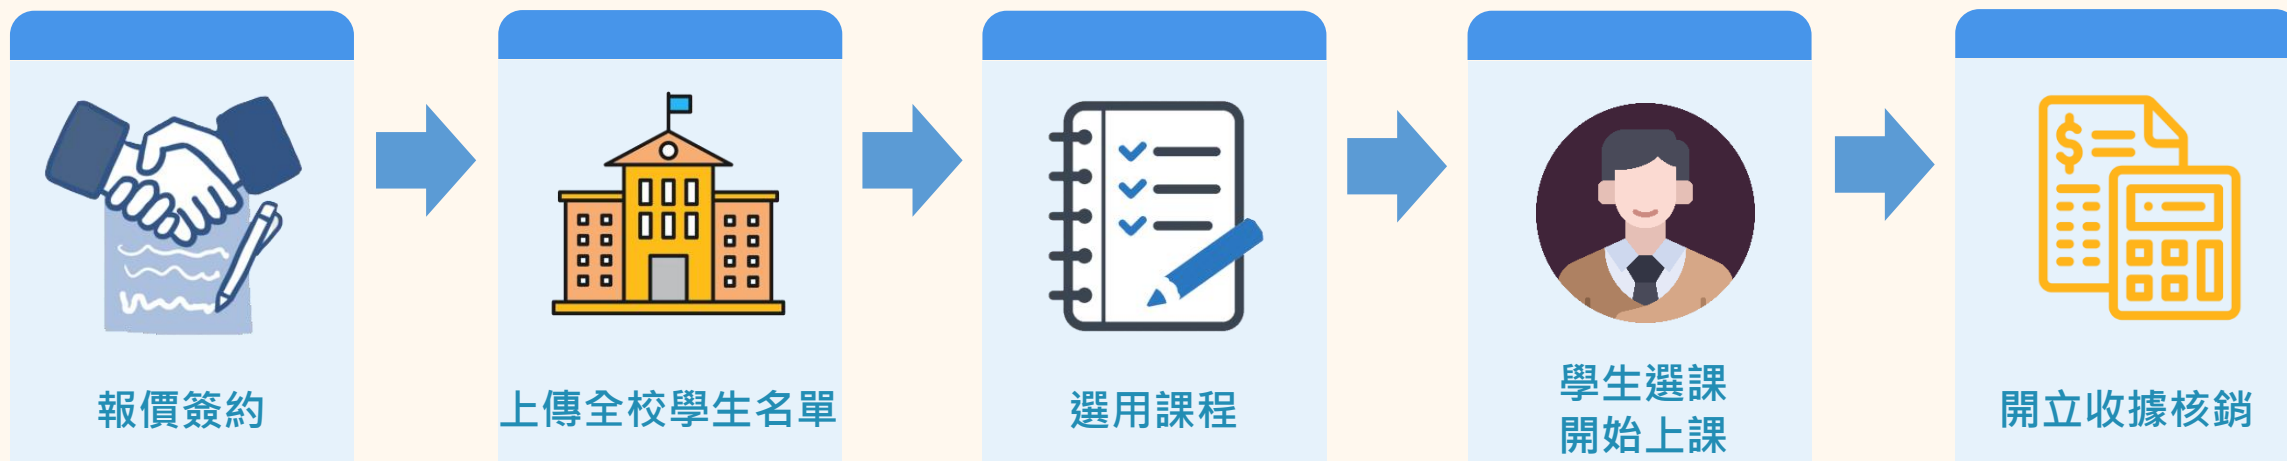 報價簽約
上傳全校學生名單
選用課程
學生選課
開始上課
開立收據核銷